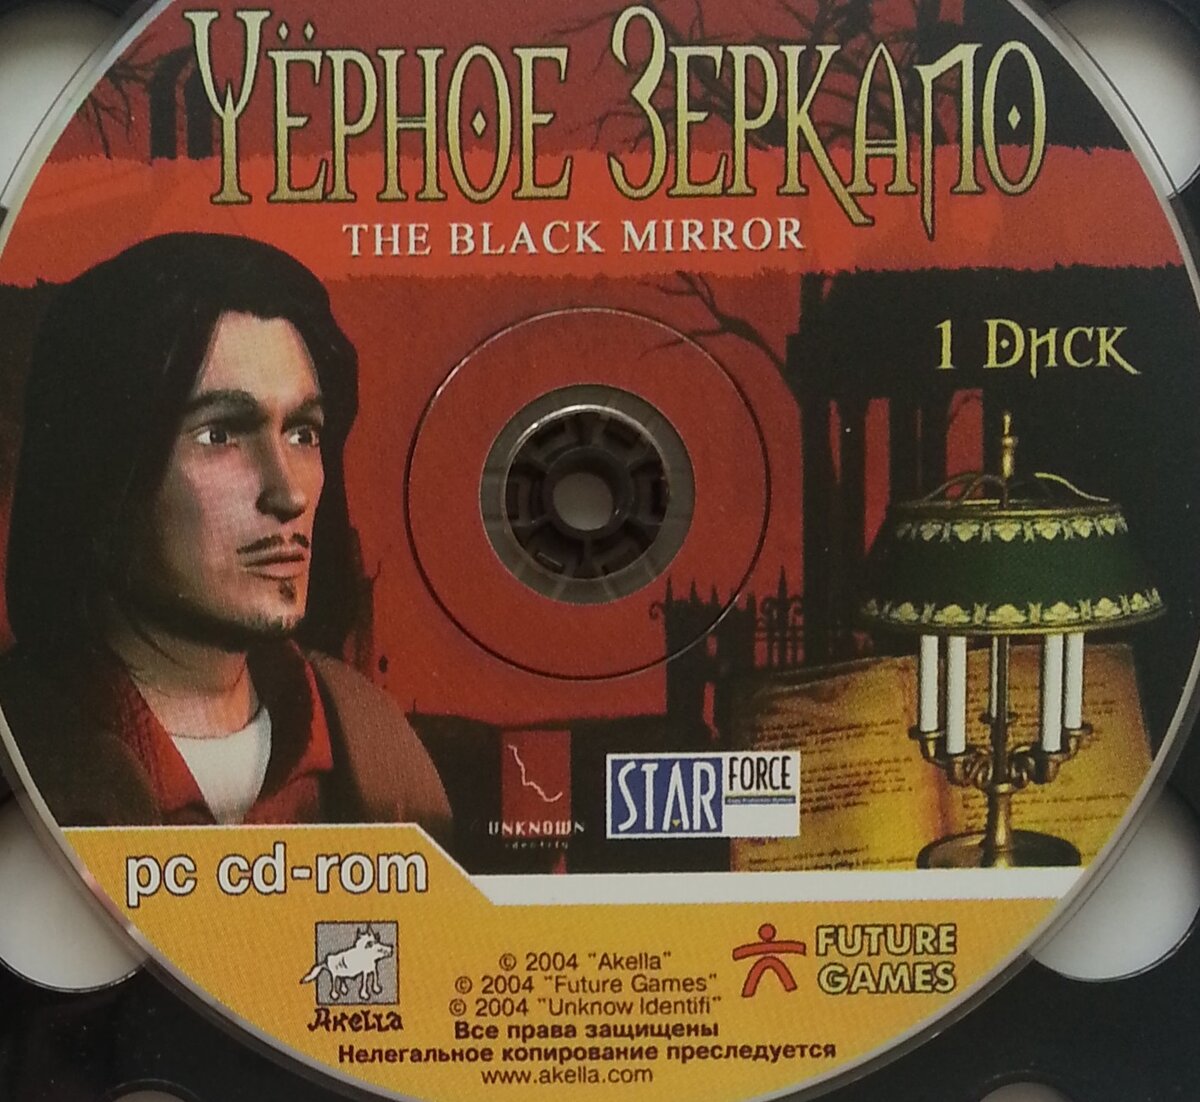 Чёрное Зеркало
THE BLACK MIRROR
1 Диск
UNKNOWN
identity
STAR FORCE
pc cd-rom
Akella
© 2004 "Akella"
© 2004 "Future Games"
© 2004 "Unknow Identifi"
Все права защищены
Нелегальное копирование преследуется
www.akella.com
FUTURE
GAMES